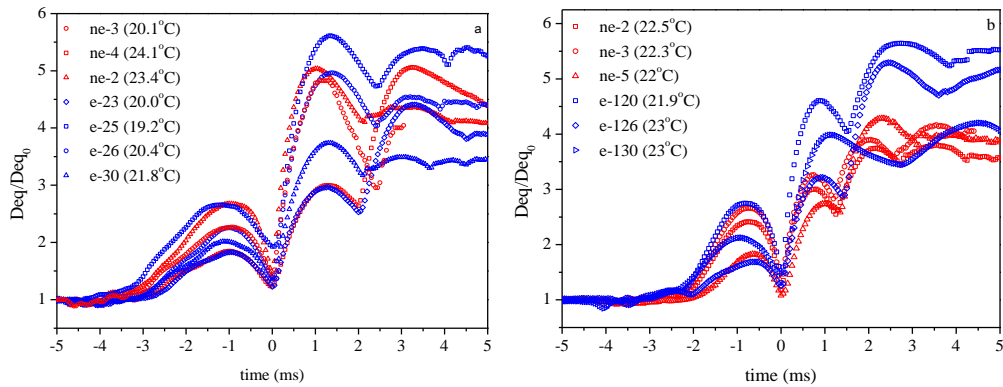 a
ne-3 (20.1°C)
ne-4 (24.1°C)
ne-2 (23.4°C)
e-23 (20.0°C)
e-25 (19.2°C)
e-26 (20.4°C)
e-30 (21.8°C)
6
5
4
3
2
1
Deq/Deq₀
-5 -4 -3 -2 -1 0 1 2 3 4 5
time (ms)
b
ne-2 (22.5°C)
ne-3 (22.3°C)
ne-5 (22°C)
e-120 (21.9°C)
e-126 (23°C)
e-130 (23°C)
6
5
4
3
2
1
Deq/Deq₀
-5 -4 -3 -2 -1 0 1 2 3 4 5
time (ms)